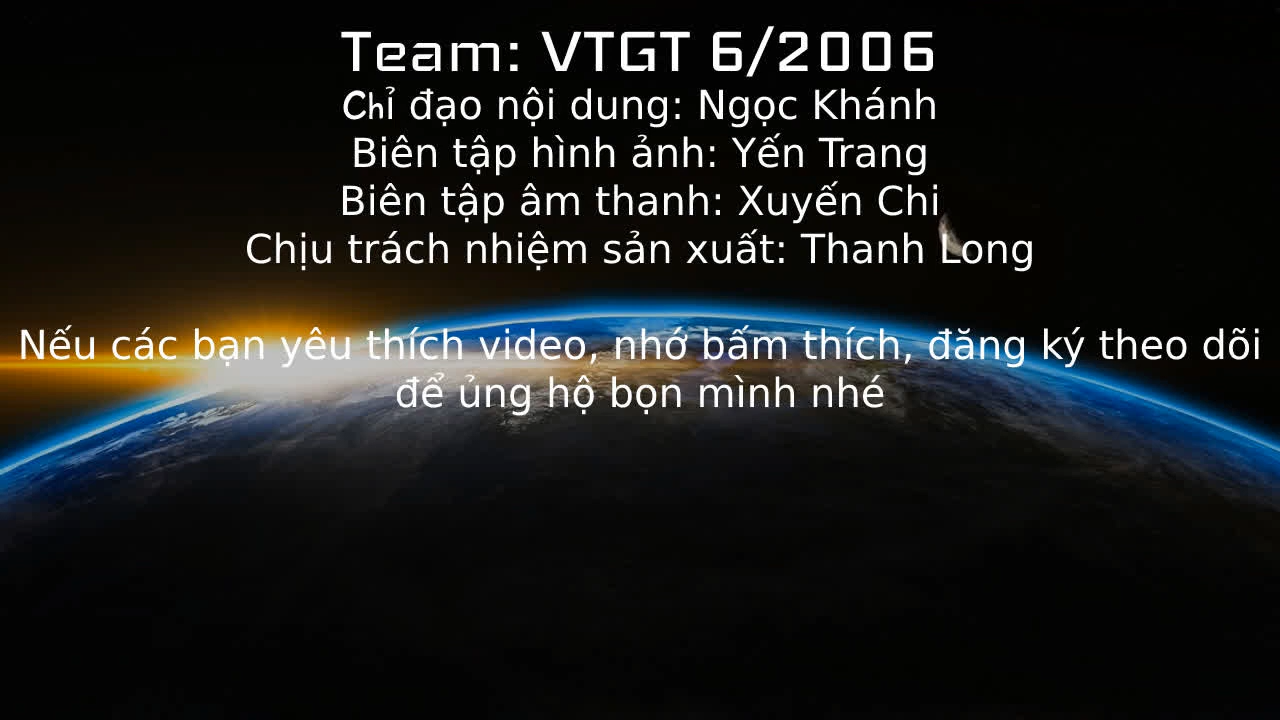 Team: VTGT 6/2006
Chỉ đạo nội dung: Ngọc Khánh
Biên tập hình ảnh: Yến Trang
Biên tập âm thanh: Xuyến Chi
Chịu trách nhiệm sản xuất: Thanh Long
Nếu các bạn yêu thích video, nhớ bấm thích, đăng ký theo dõi
để ủng hộ bọn mình nhé